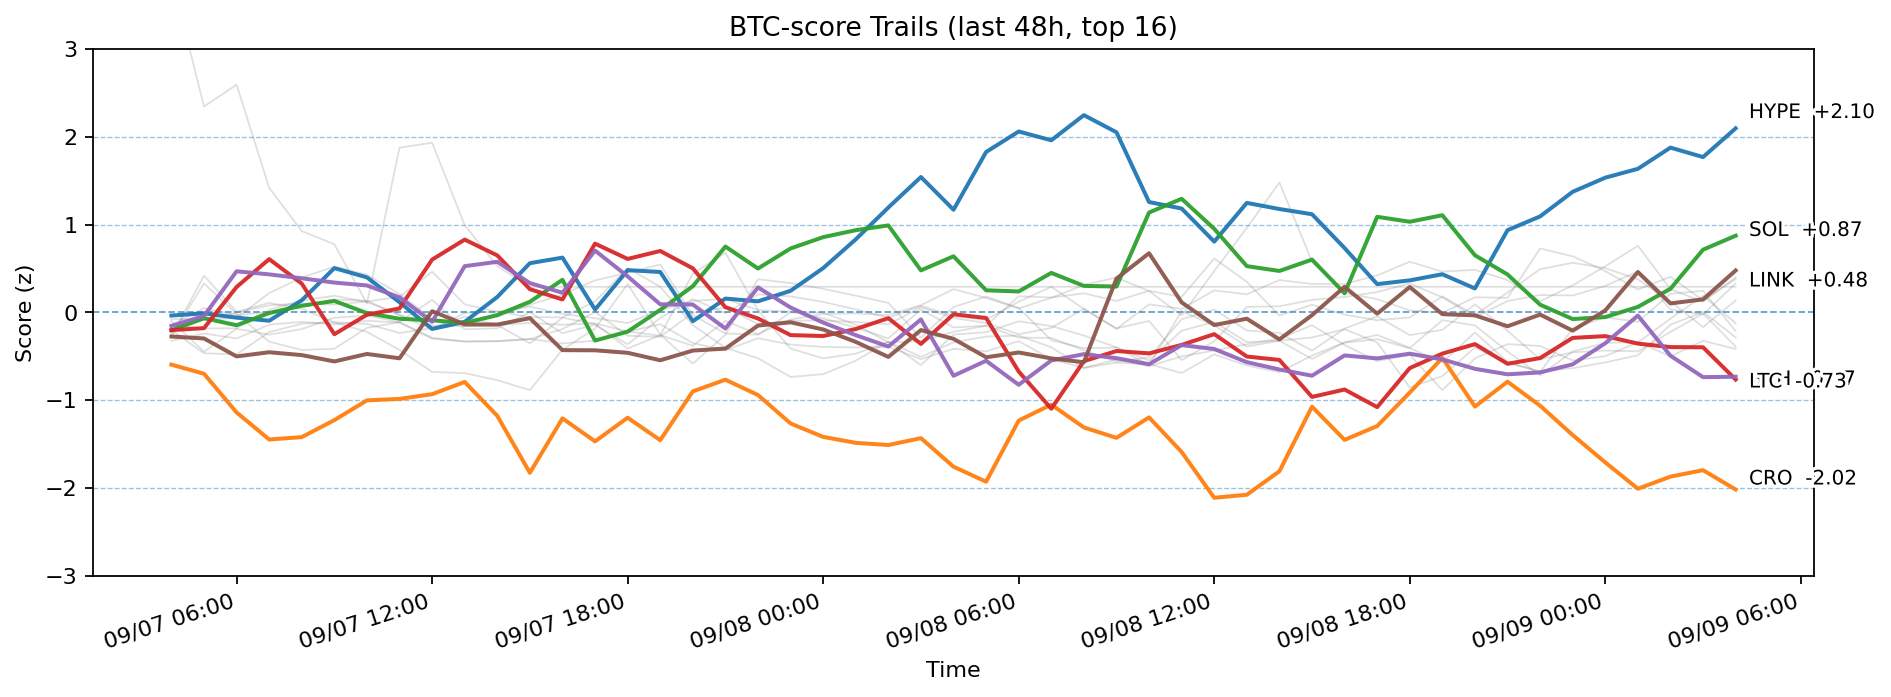 BTC-score Trails (last 48h, top 16)
Score (z)
3
2
1
0
−1
−2
−3
HYPE +2.10
SOL +0.87
LINK +0.48
LTC -0.73
CRO -2.02
09/07 06:00
09/07 12:00
09/07 18:00
09/08 00:00
09/08 06:00
09/08 12:00
09/08 18:00
09/09 00:00
09/09 06:00
Time